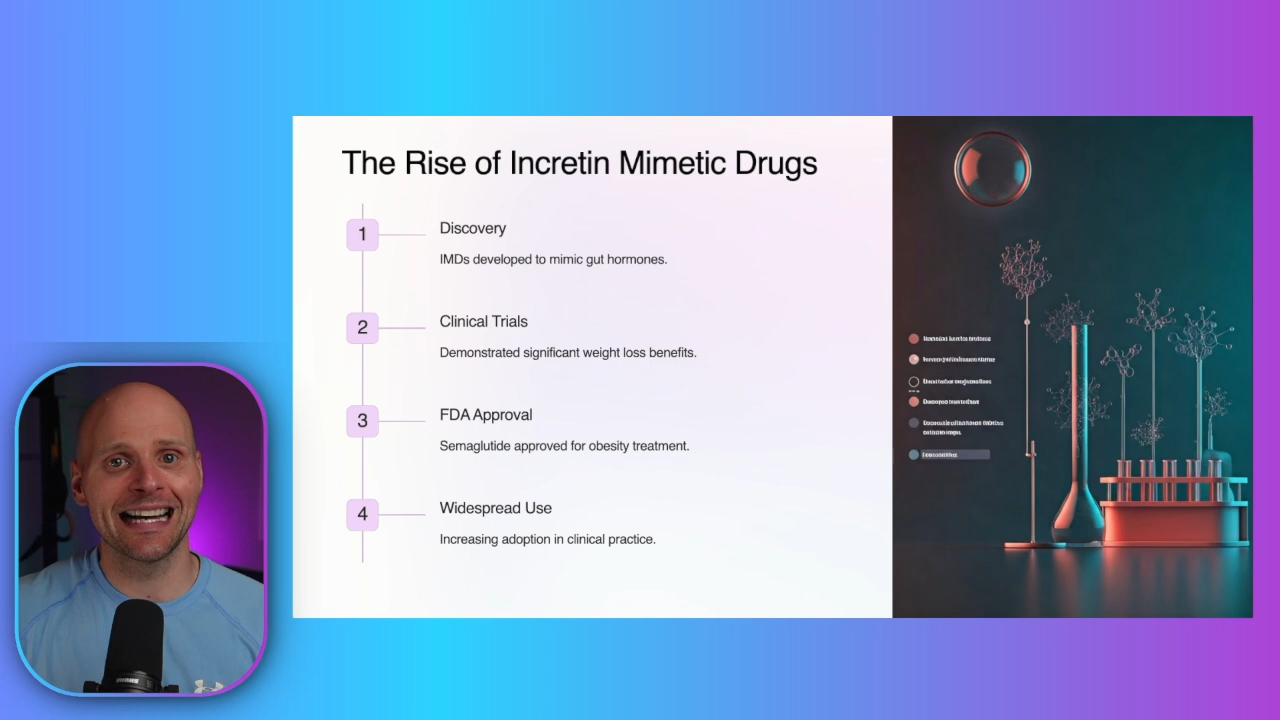 The Rise of Incretin Mimetic Drugs
1
Discovery
IMDs developed to mimic gut hormones.
2
Clinical Trials
Demonstrated significant weight loss benefits.
3
FDA Approval
Semaglutide approved for obesity treatment.
4
Widespread Use
Increasing adoption in clinical practice.